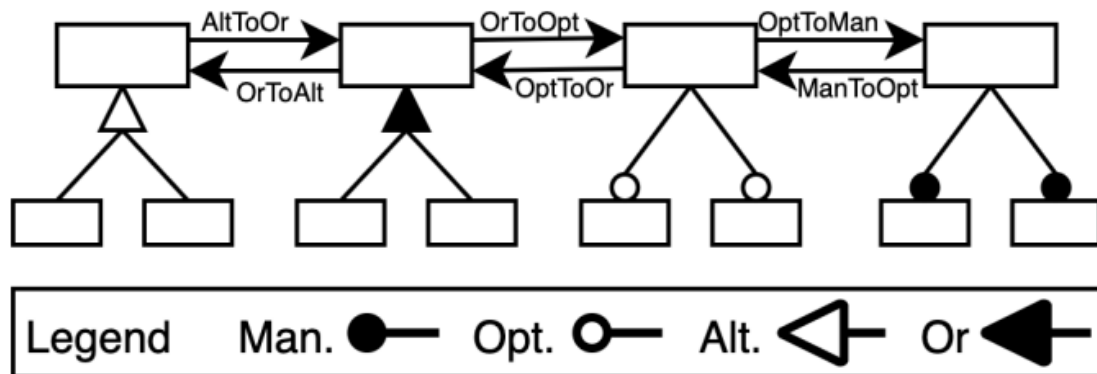 AltToOr OrToOpt OptToMan
OrToAlt OptToOr ManToOpt
Legend Man. Opt. Alt. Or